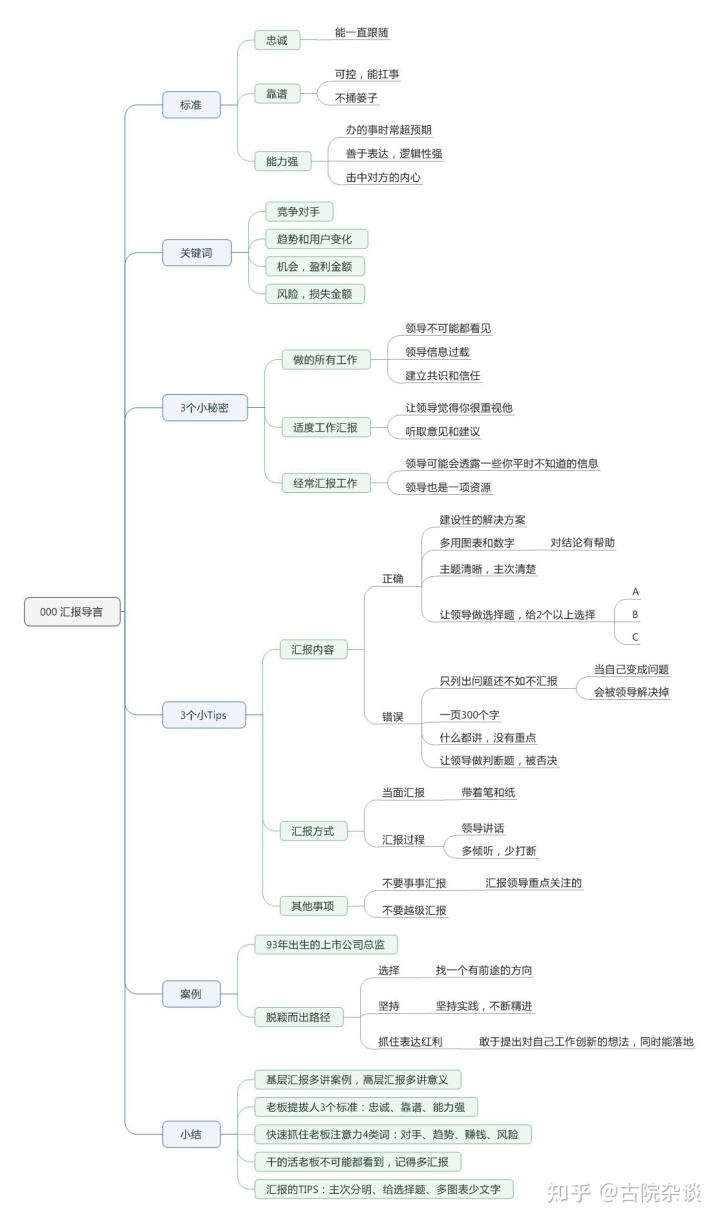 000 汇报导言
标准
忠诚
能一直跟随
靠谱
可控，能扛事
不捅篓子
能力强
办的事时常超预期
善于表达，逻辑性强
击中对方的内心
关键词
竞争对手
趋势和用户变化
机会，盈利金额
风险，损失金额
3个小秘密
做的所有工作
领导不可能都看见
领导信息过载
建立共识和信任
适度工作汇报
让领导觉得你很重视他
听取意见和建议
经常汇报工作
领导可能会透露一些你平时不知道的信息
领导也是一项资源
3个小Tips
汇报内容
正确
建设性的解决方案
多用图表和数字
对结论有帮助
主题清晰，主次清楚
让领导做选择题，给2个以上选择
A
B
C
错误
只列出问题还不如不汇报
当自己变成问题
会被领导解决掉
一页300个字
什么都讲，没有重点
让领导做判断题，被否决
汇报方式
当面汇报
带着笔和纸
汇报过程
领导讲话
多倾听，少打断
其他事项
不要事事汇报
汇报领导重点关注的
不要越级汇报
案例
93年出生的上市公司总监
脱颖而出路径
选择
找一个有前途的方向
坚持
坚持实践，不断精进
抓住表达红利
敢于提出对自己工作创新的想法，同时能落地
小结
基层汇报多讲案例，高层汇报多讲意义
老板提拔人3个标准：忠诚、靠谱、能力强
快速抓住老板注意力4类词：对手、趋势、赚钱、风险
干的活老板不可能都看到，记得多汇报
汇报的TIPS：主次分明、给选择题、多图表少文字
知乎 @古院杂谈